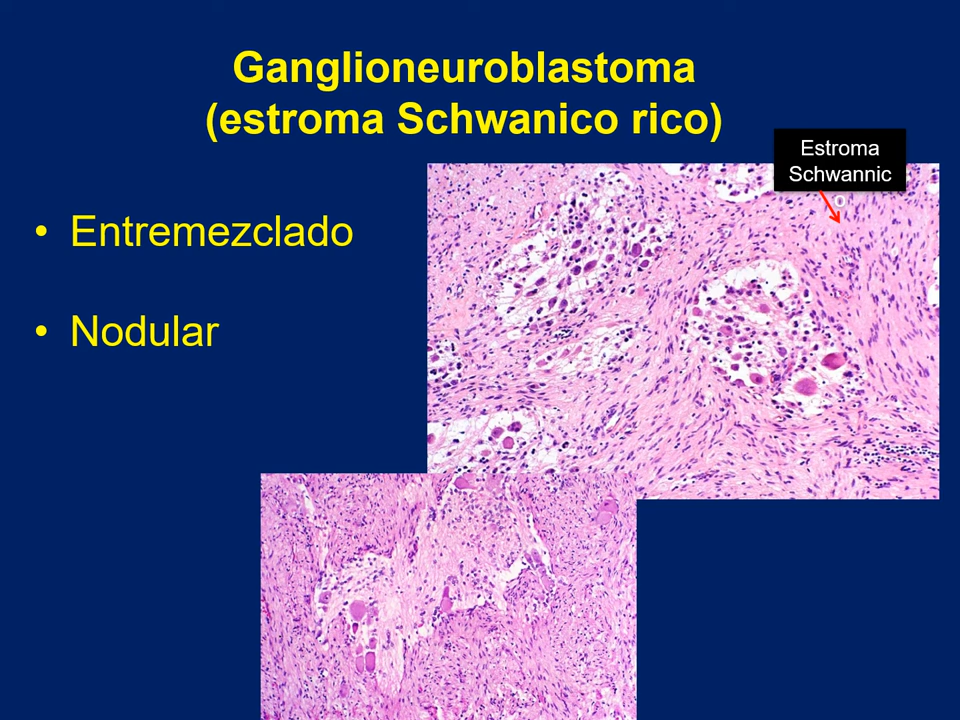 Ganglioneuroblastoma
(estroma Schwanico rico)
Estroma
Schwannic
o
• Entremezclado
• Nodular